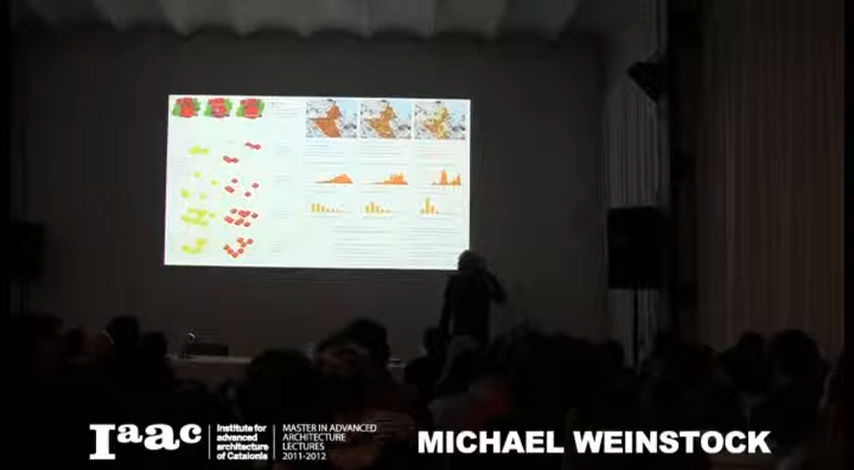 Iaac
Institute for
advanced
architecture
of Catalonia
MASTER IN ADVANCED
ARCHITECTURE
LECTURES
2011-2012
MICHAEL WEINSTOCK